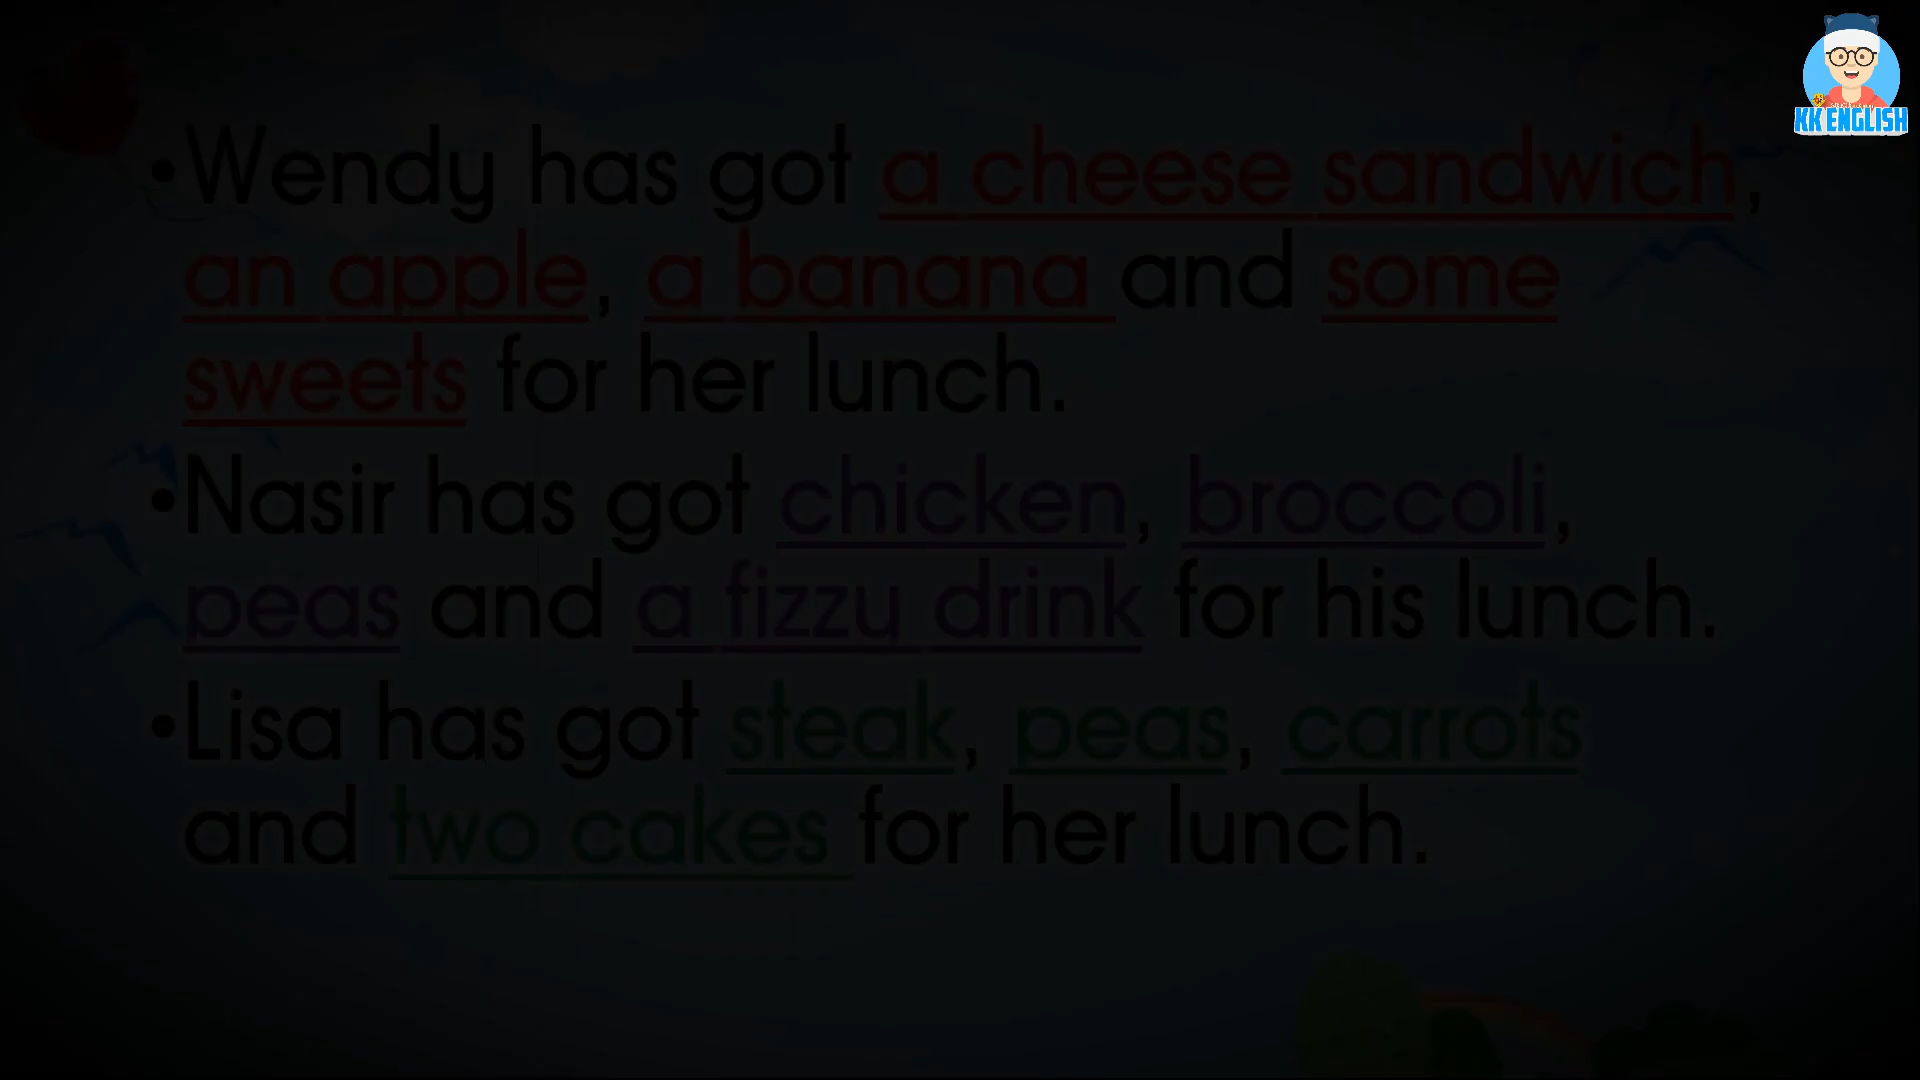 KK ENGLISH
•Wendy has got a cheese sandwich,
an apple, a banana and some
sweets for her lunch.
•Nasir has got chicken, broccoli,
peas and a fizzy drink for his lunch.
•Lisa has got steak, peas, carrots
and two cakes for her lunch.